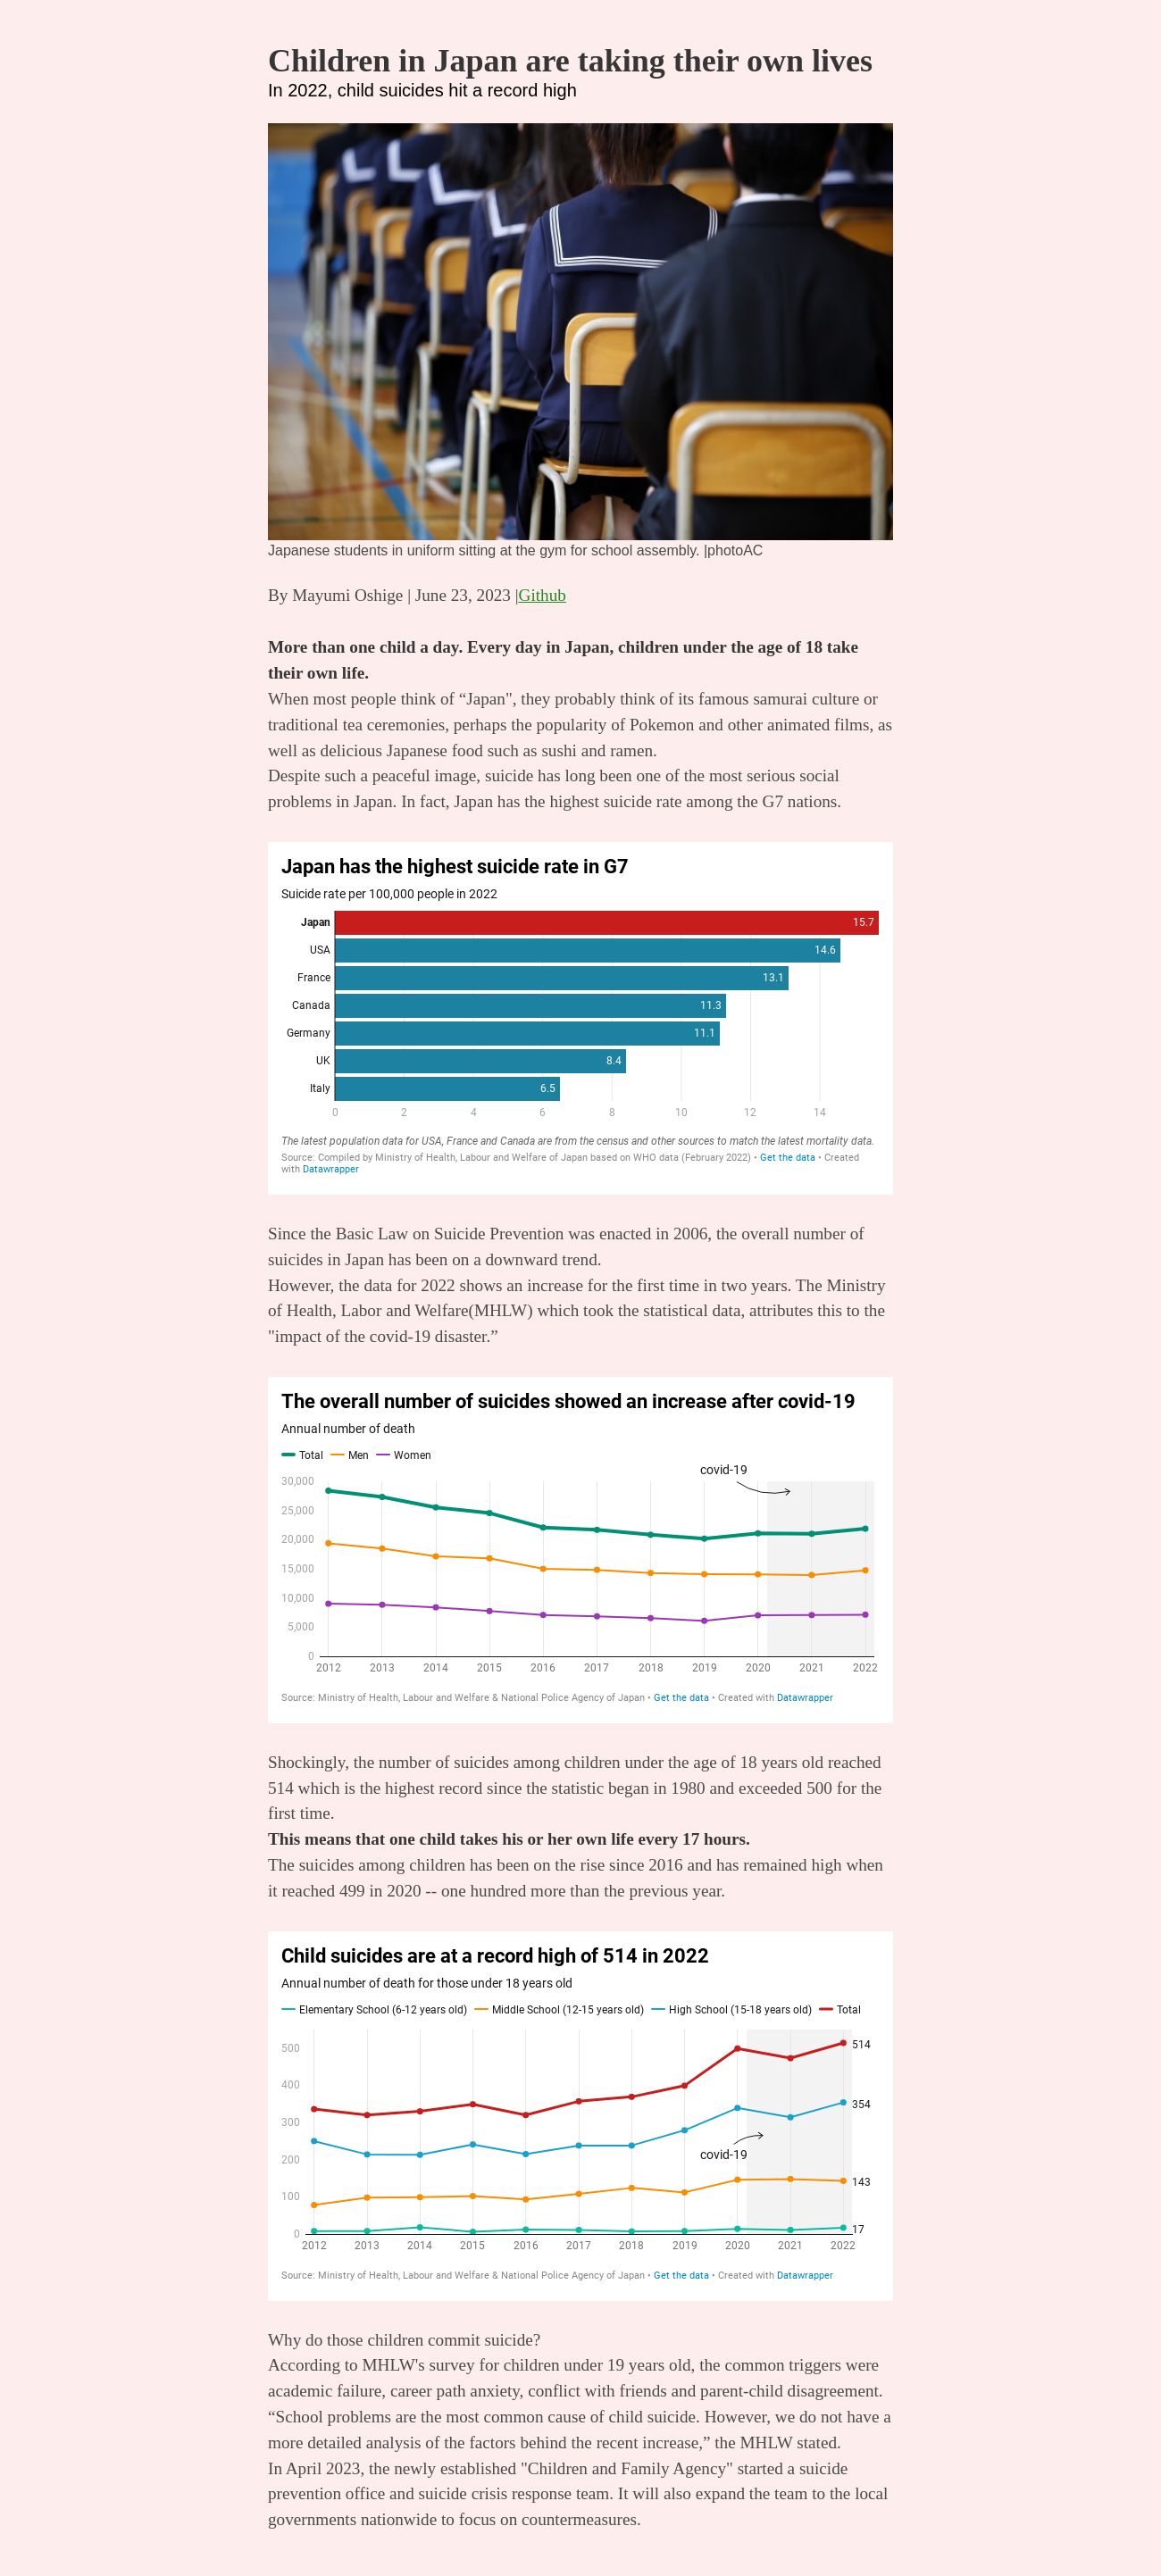 Children in Japan are taking their own lives
In 2022, child suicides hit a record high
Japanese students in uniform sitting at the gym for school assembly. |photoAC
By Mayumi Oshige | June 23, 2023 |Github
More than one child a day. Every day in Japan, children under the age of 18 take
their own life.
When most people think of “Japan", they probably think of its famous samurai culture or
traditional tea ceremonies, perhaps the popularity of Pokemon and other animated films, as
well as delicious Japanese food such as sushi and ramen.
Despite such a peaceful image, suicide has long been one of the most serious social
problems in Japan. In fact, Japan has the highest suicide rate among the G7 nations.
Japan has the highest suicide rate in G7
Suicide rate per 100,000 people in 2022
Japan 15.7
USA 14.6
France 13.1
Canada 11.3
Germany 11.1
UK 8.4
Italy 6.5
0 2 4 6 8 10 12 14
The latest population data for USA, France and Canada are from the census and other sources to match the latest mortality data.
Source: Compiled by Ministry of Health, Labour and Welfare of Japan based on WHO data (February 2022) • Get the data • Created
with Datawrapper
Since the Basic Law on Suicide Prevention was enacted in 2006, the overall number of
suicides in Japan has been on a downward trend.
However, the data for 2022 shows an increase for the first time in two years. The Ministry
of Health, Labor and Welfare(MHLW) which took the statistical data, attributes this to the
"impact of the covid-19 disaster.”
The overall number of suicides showed an increase after covid-19
Annual number of death
Total Men Women
covid-19
30,000
25,000
20,000
15,000
10,000
5,000
0
2012 2013 2014 2015 2016 2017 2018 2019 2020 2021 2022
Source: Ministry of Health, Labour and Welfare & National Police Agency of Japan • Get the data • Created with Datawrapper
Shockingly, the number of suicides among children under the age of 18 years old reached
514 which is the highest record since the statistic began in 1980 and exceeded 500 for the
first time.
This means that one child takes his or her own life every 17 hours.
The suicides among children has been on the rise since 2016 and has remained high when
it reached 499 in 2020 -- one hundred more than the previous year.
Child suicides are at a record high of 514 in 2022
Annual number of death for those under 18 years old
Elementary School (6-12 years old) Middle School (12-15 years old) High School (15-18 years old) Total
500 514
400
354
300
covid-19
200
143
100
17
0
2012 2013 2014 2015 2016 2017 2018 2019 2020 2021 2022
Source: Ministry of Health, Labour and Welfare & National Police Agency of Japan • Get the data • Created with Datawrapper
Why do those children commit suicide?
According to MHLW's survey for children under 19 years old, the common triggers were
academic failure, career path anxiety, conflict with friends and parent-child disagreement.
“School problems are the most common cause of child suicide. However, we do not have a
more detailed analysis of the factors behind the recent increase,” the MHLW stated.
In April 2023, the newly established "Children and Family Agency" started a suicide
prevention office and suicide crisis response team. It will also expand the team to the local
governments nationwide to focus on countermeasures.